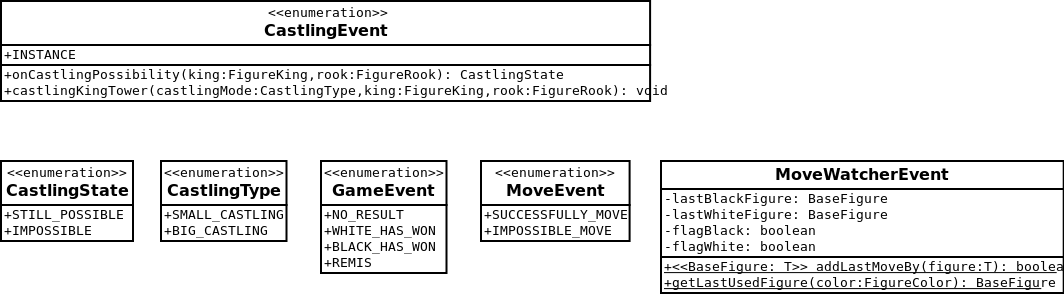 <<enumeration>>
CastlingEvent
+INSTANCE
+onCastlingPossibility(king:FigureKing,rook:FigureRook): CastlingState
+castlingKingTower(castlingMode:CastlingType,king:FigureKing,rook:FigureRook): void
<<enumeration>>
CastlingState
+STILL_POSSIBLE
+IMPOSSIBLE
<<enumeration>>
CastlingType
+SMALL_CASTLING
+BIG_CASTLING
<<enumeration>>
GameEvent
+NO_RESULT
+WHITE_HAS_WON
+BLACK_HAS_WON
+REMIS
<<enumeration>>
MoveEvent
+SUCCESSFULLY_MOVE
+IMPOSSIBLE_MOVE
MoveWatcherEvent
-lastBlackFigure: BaseFigure
-lastWhiteFigure: BaseFigure
-flagBlack: boolean
-flagWhite: boolean
+<<BaseFigure: T>> addLastMoveBy(figure:T): boolea
+getLastUsedFigure(color:FigureColor): BaseFigure